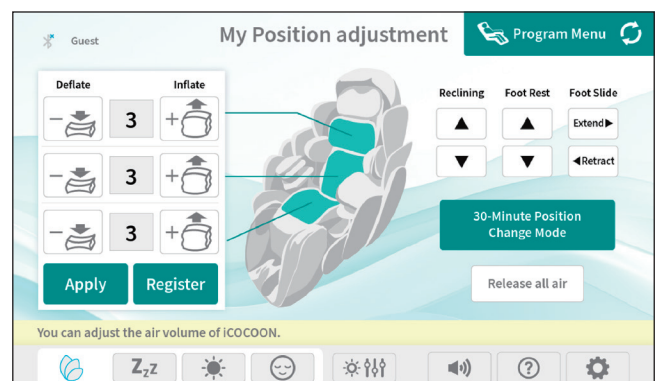 Guest
My Position adjustment
Program Menu
Deflate Inflate
- 3 +
- 3 +
- 3 +
Apply Register
Reclining Foot Rest Foot Slide
▲ ▲ Extend▶
▼ ▼ ◀Retract
30-Minute Position
Change Mode
Release all air
You can adjust the air volume of iCOCOON.
ZzZ
?